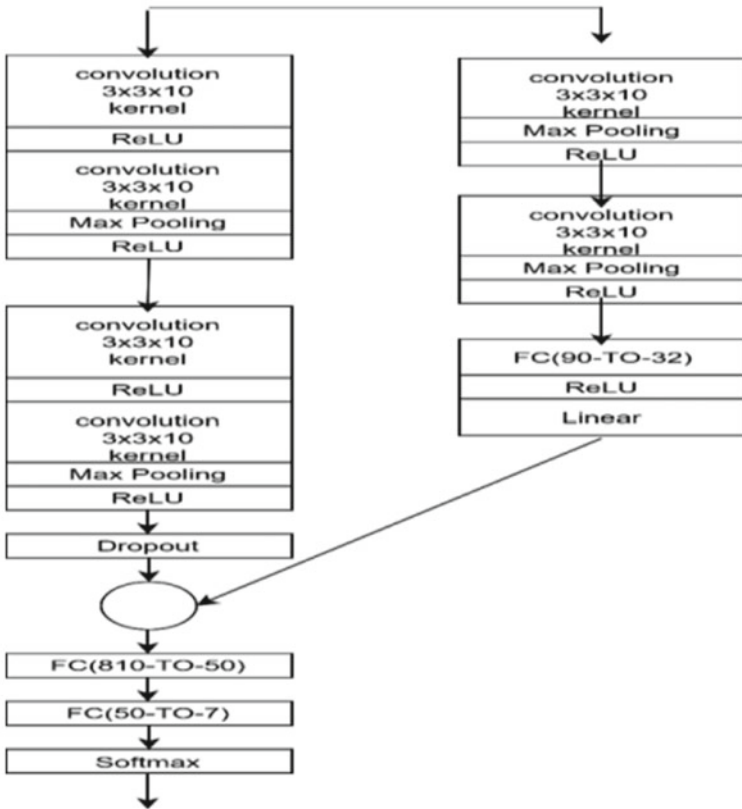 convolution
3x3x10
kernel
ReLU
convolution
3x3x10
kernel
Max Pooling
ReLU
convolution
3x3x10
kernel
ReLU
convolution
3x3x10
kernel
Max Pooling
ReLU
Dropout
FC(810-TO-50)
FC(50-TO-7)
Softmax
convolution
3x3x10
kernel
Max Pooling
ReLU
convolution
3x3x10
kernel
Max Pooling
ReLU
FC(90-TO-32)
ReLU
Linear